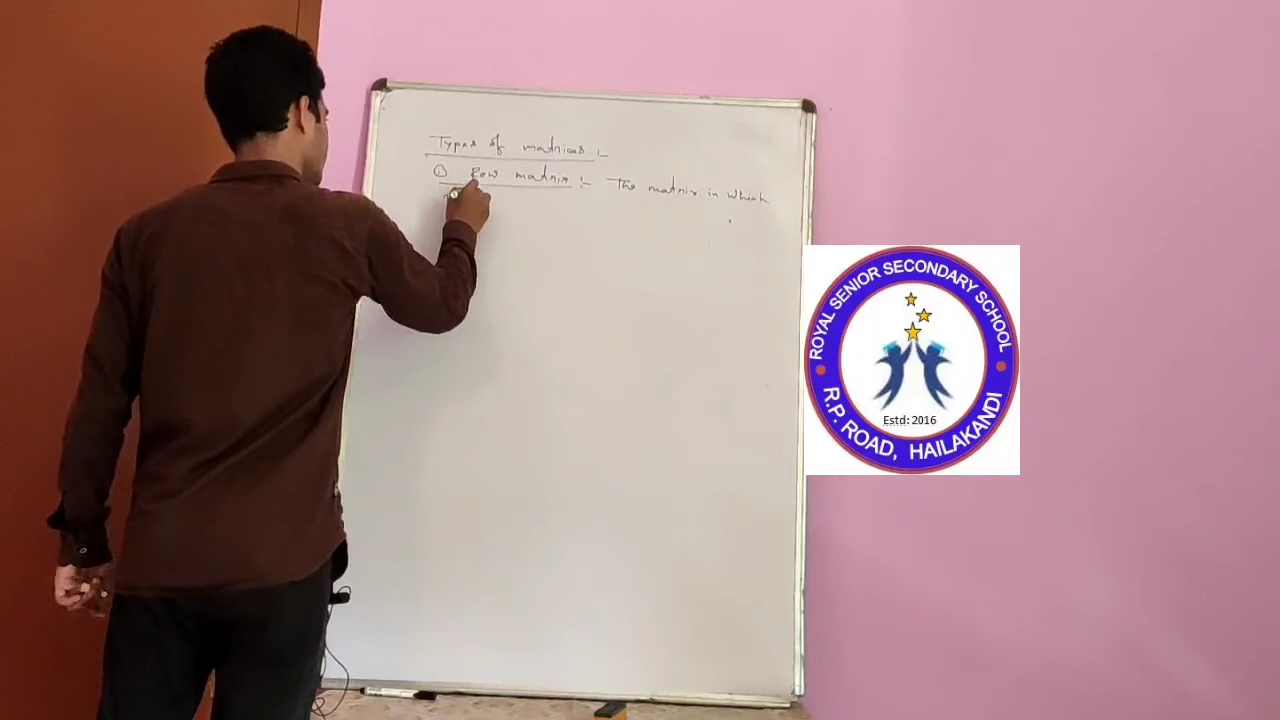 Types of matrices :-
① Row matrix :- The matrix in which
ROYAL SENIOR SECONDARY SCHOOL
Estd: 2016
R.P. ROAD, HAILAKANDI